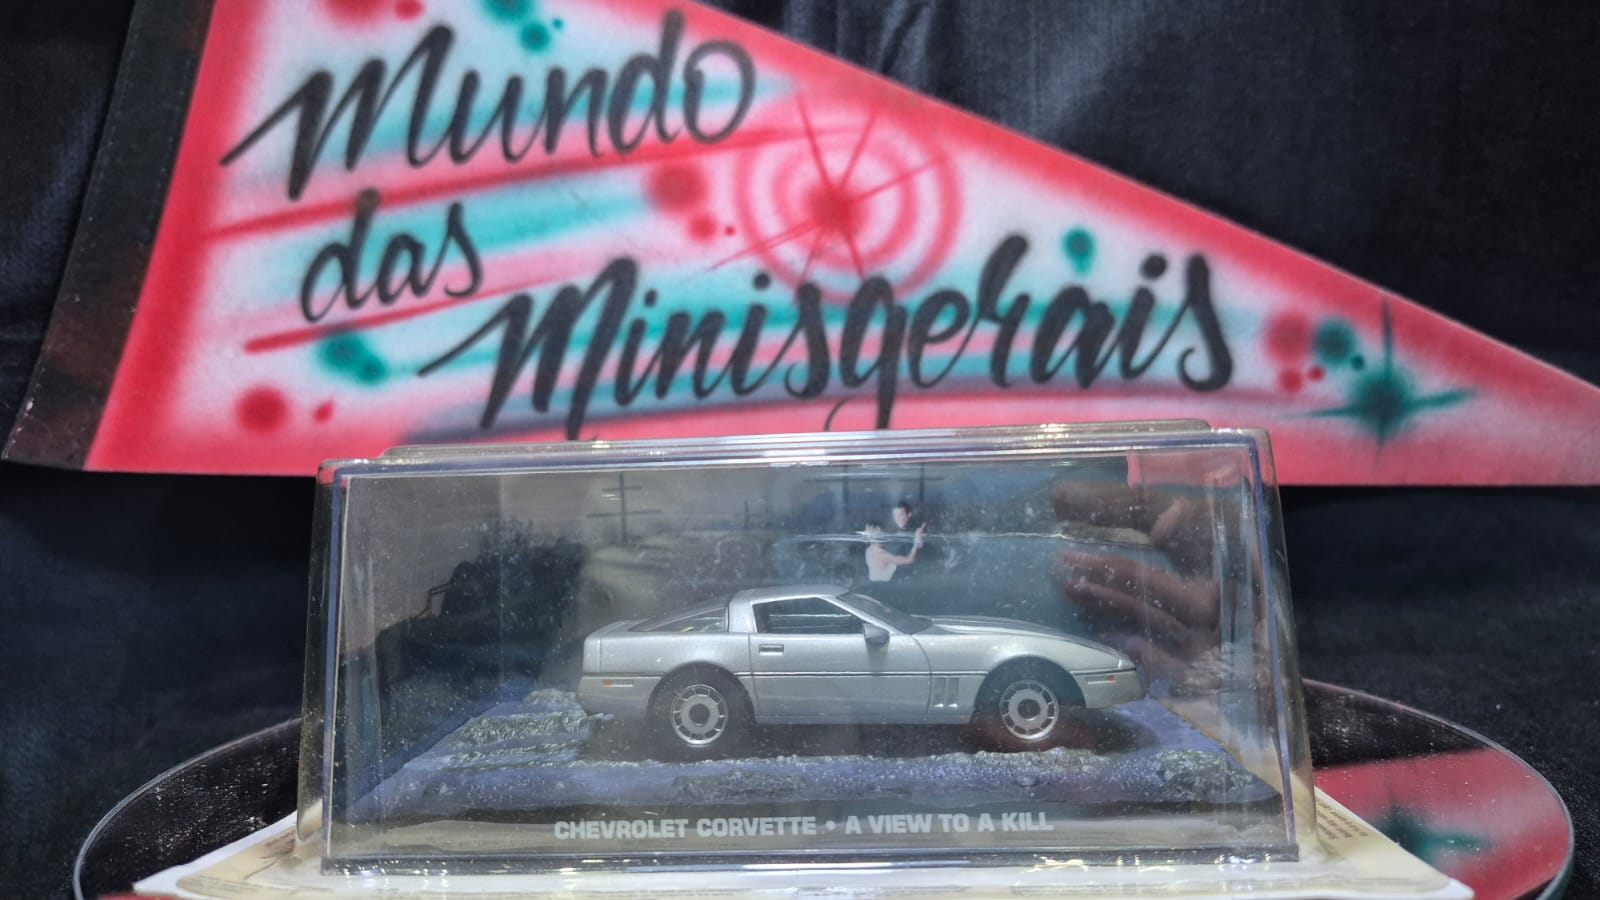 Mundo
das
Minisgerais
CHEVROLET CORVETTE • A VIEW TO A KILL